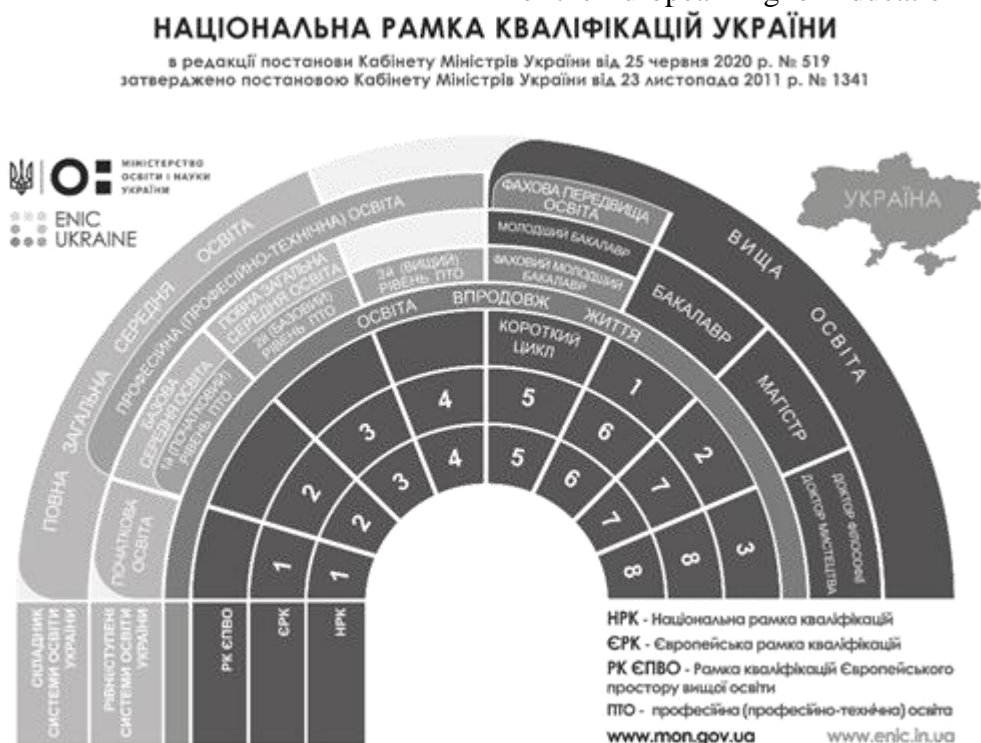 НАЦІОНАЛЬНА РАМКА КВАЛІФІКАЦІЙ УКРАЇНИ
в редакції постанови Кабінету Міністрів України від 25 червня 2020 р. № 519
затверджено постановою Кабінету Міністрів України від 23 листопада 2011 р. № 1341
МІНІСТЕРСТВО
ОСВІТИ І НАУКИ
УКРАЇНИ
ENIC
UKRAINE
УКРАЇНА
ПОВНА ЗАГАЛЬНА СЕРЕДНЯ ОСВІТА
ВИЩА ОСВІТА
ПРОФЕСІЙНА (ПРОФЕСІЙНО-ТЕХНІЧНА) ОСВІТА
ФАХОВА ПЕРЕДВИЩА
ОСВІТА
ПОЧАТКОВА
ОСВІТА
БАЗОВА
СЕРЕДНЯ ОСВІТА
1й (ПОЧАТКОВИЙ)
РІВЕНЬ ПТО
ПОВНА ЗАГАЛЬНА
СЕРЕДНЯ ОСВІТА
2й (БАЗОВИЙ)
РІВЕНЬ ПТО
3й (ВИЩИЙ)
РІВЕНЬ ПТО
МОЛОДШИЙ БАКАЛАВР
ФАХОВИЙ МОЛОДШИЙ
БАКАЛАВР
БАКАЛАВР
МАГІСТР
ДОКТОР ФІЛОСОФІЇ
ДОКТОР МИСТЕЦТВА
ОСВІТА ВПРОДОВЖ ЖИТТЯ
КОРОТКИЙ
ЦИКЛ
1
2
3
1
2
3
4
5
6
7
8
1
2
3
4
5
6
7
8
СКЛАДНИК
СИСТЕМИ ОСВІТИ
УКРАЇНИ
РІВНІ/СТУПЕНІ
СИСТЕМИ ОСВІТИ
УКРАЇНИ
РК ЄПВО
ЄРК
НРК
НРК - Національна рамка кваліфікацій
ЄРК - Європейська рамка кваліфікацій
РК ЄПВО - Рамка кваліфікацій Європейського
простору вищої освіти
ПТО - професійна (професійно-технічна) освіта
www.mon.gov.ua www.enic.in.ua